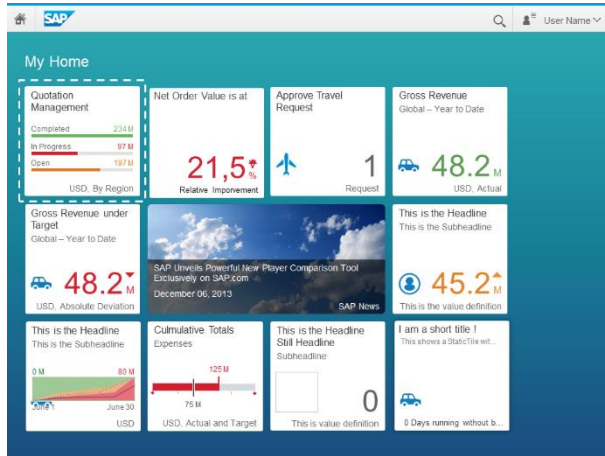 SAP
User Name
My Home
Quotation
Management
Completed 234 M
In Progress 97 M
Open 197 M
USD, By Region
Net Order Value is at
21,5
%
Relative Imporvement
Approve Travel
Request
1
Request
Gross Revenue
Global – Year to Date
48.2 M
USD, Actual
Gross Revenue under
Target
Global – Year to Date
48.2 M
USD, Absolute Deviation
SAP Unveils Powerful New Player Comparison Tool
Exclusively on SAP.com
December 06, 2013
SAP News
This is the Headline
This is the Subheadline
45.2 M
This is the value definition
This is the Headline
This is the Subheadline
0 M 80 M
June 1 June 30
USD
Culmulative Totals
Expenses
125 M
75 M
USD, Actual and Target
This is the Headline
Still Headline
Subheadline
0
This is value definition
I am a short title !
This shows a StaticTile wit...
0 Days running without b...